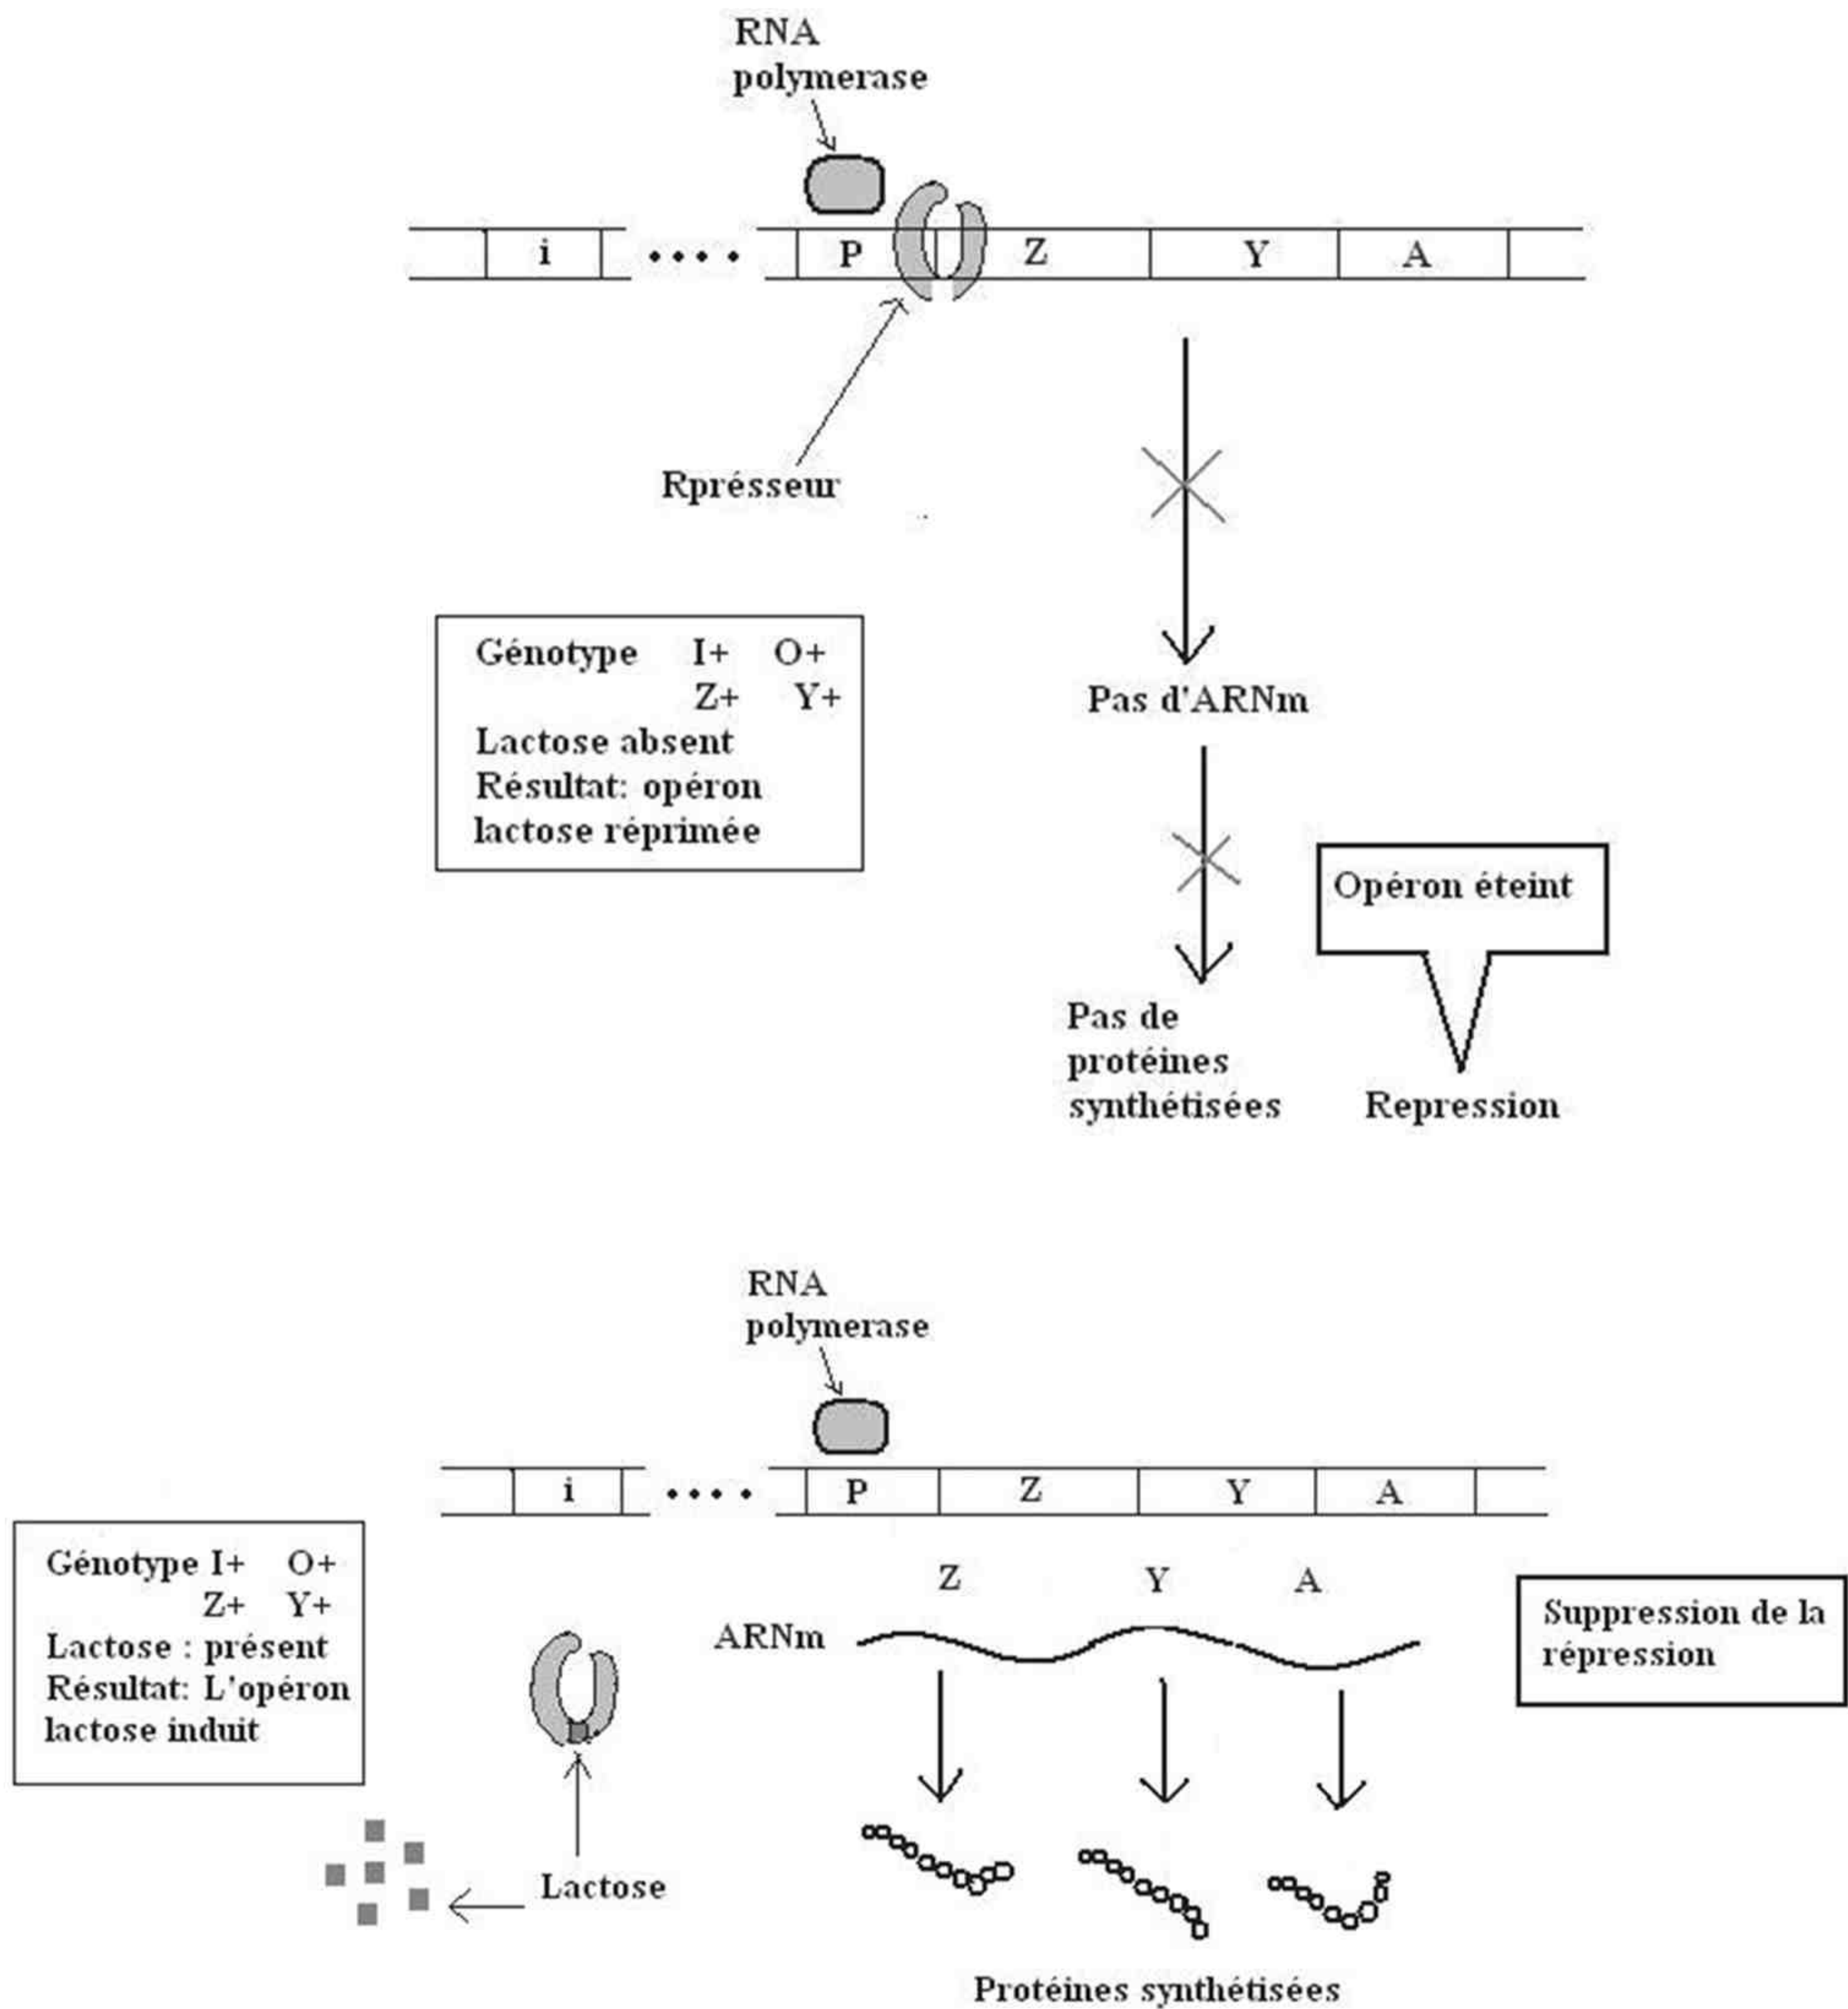 RNA
polymerase
i .... P Z Y A
Rprésseur
Génotype I+ O+
Z+ Y+
Lactose absent
Résultat: opéron
lactose réprimée
Pas d'ARNm
Opéron éteint
Pas de
protéines
synthétisées
Repression
RNA
polymerase
i .... P Z Y A
Génotype I+ O+
Z+ Y+
Lactose : présent
Résultat: L'opéron
lactose induit
Z Y A
ARNm
Suppression de la
répression
Lactose
Protéines synthétisées